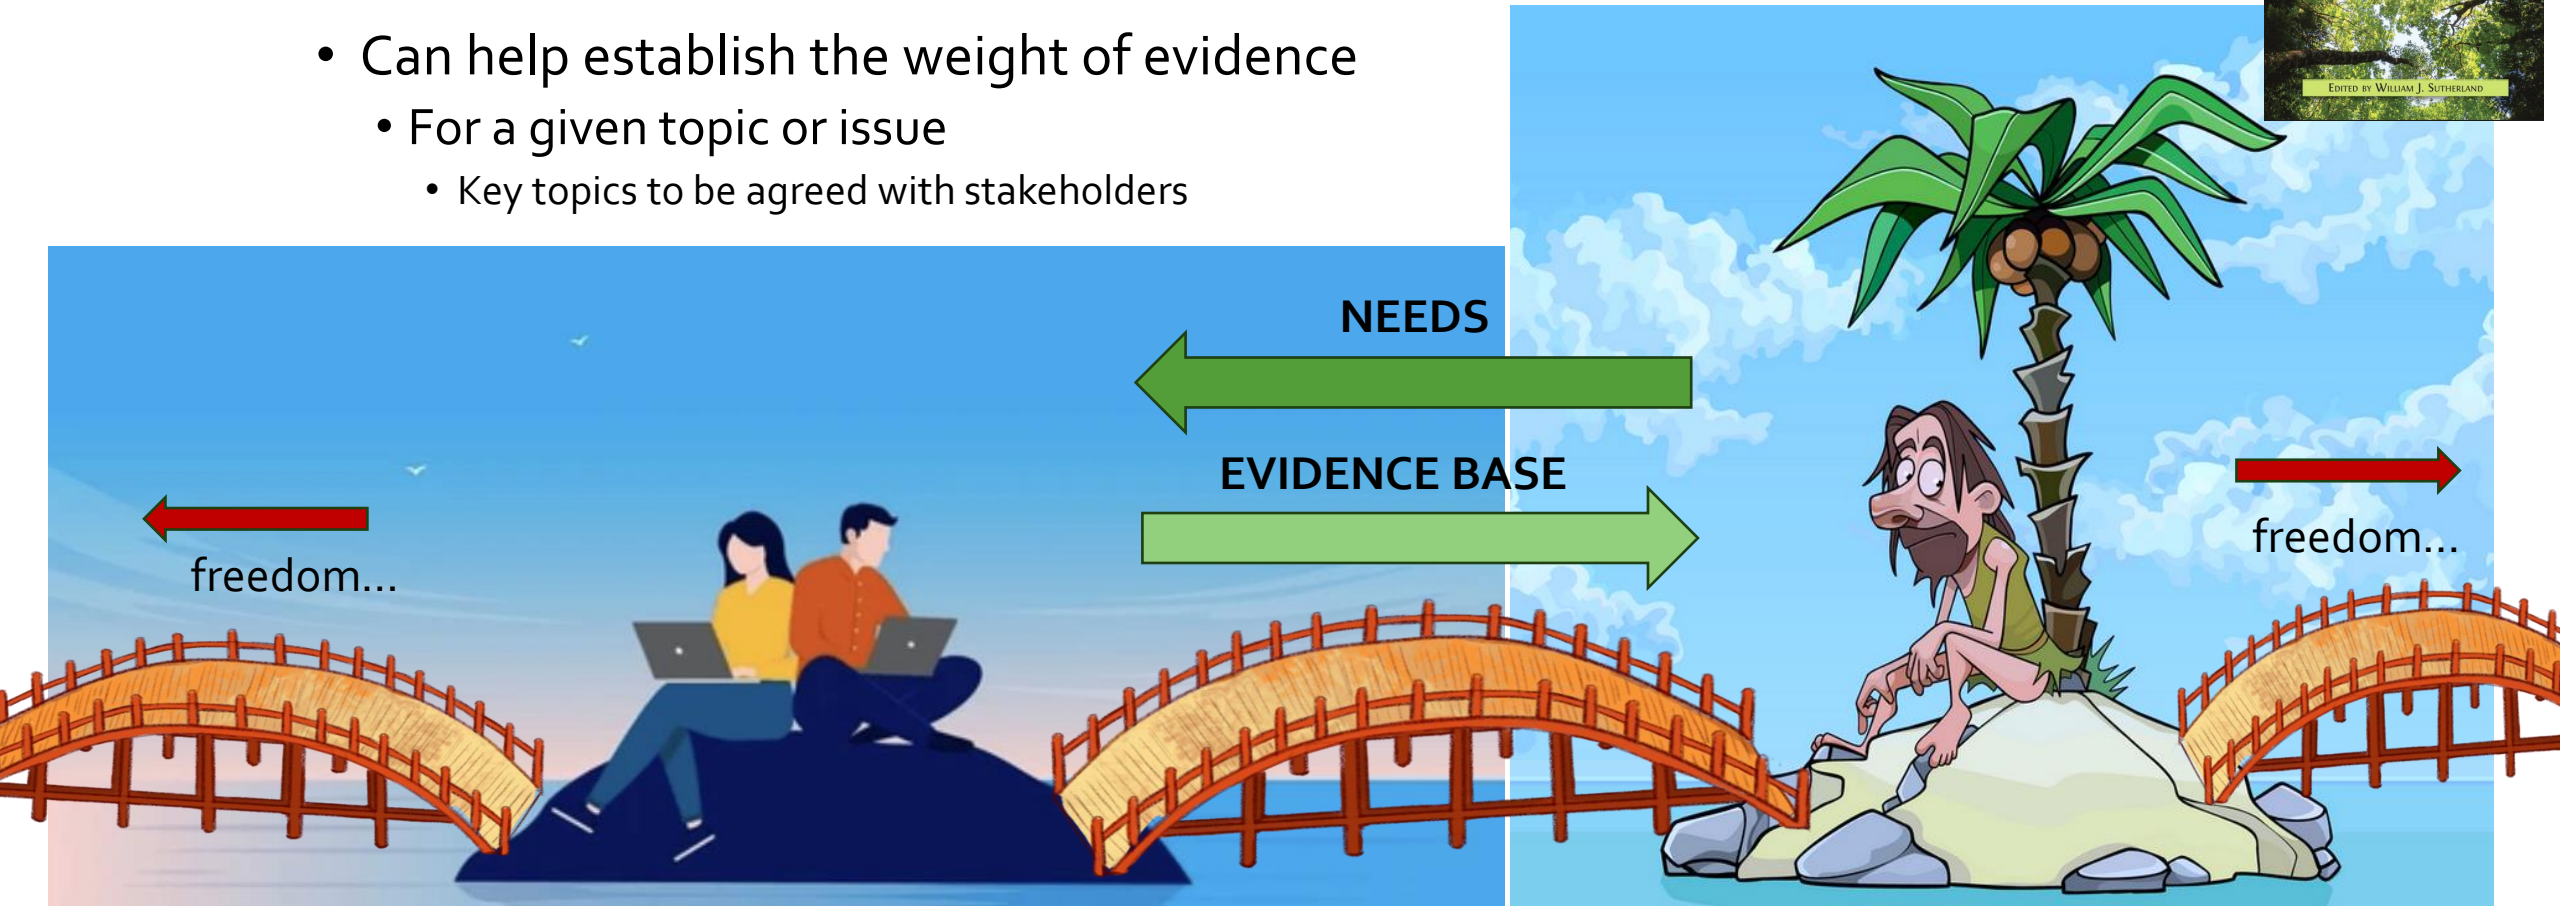 • Can help establish the weight of evidence
• For a given topic or issue
• Key topics to be agreed with stakeholders
EDITED BY WILLIAM J. SUTHERLAND
NEEDS
EVIDENCE BASE
freedom...
freedom...